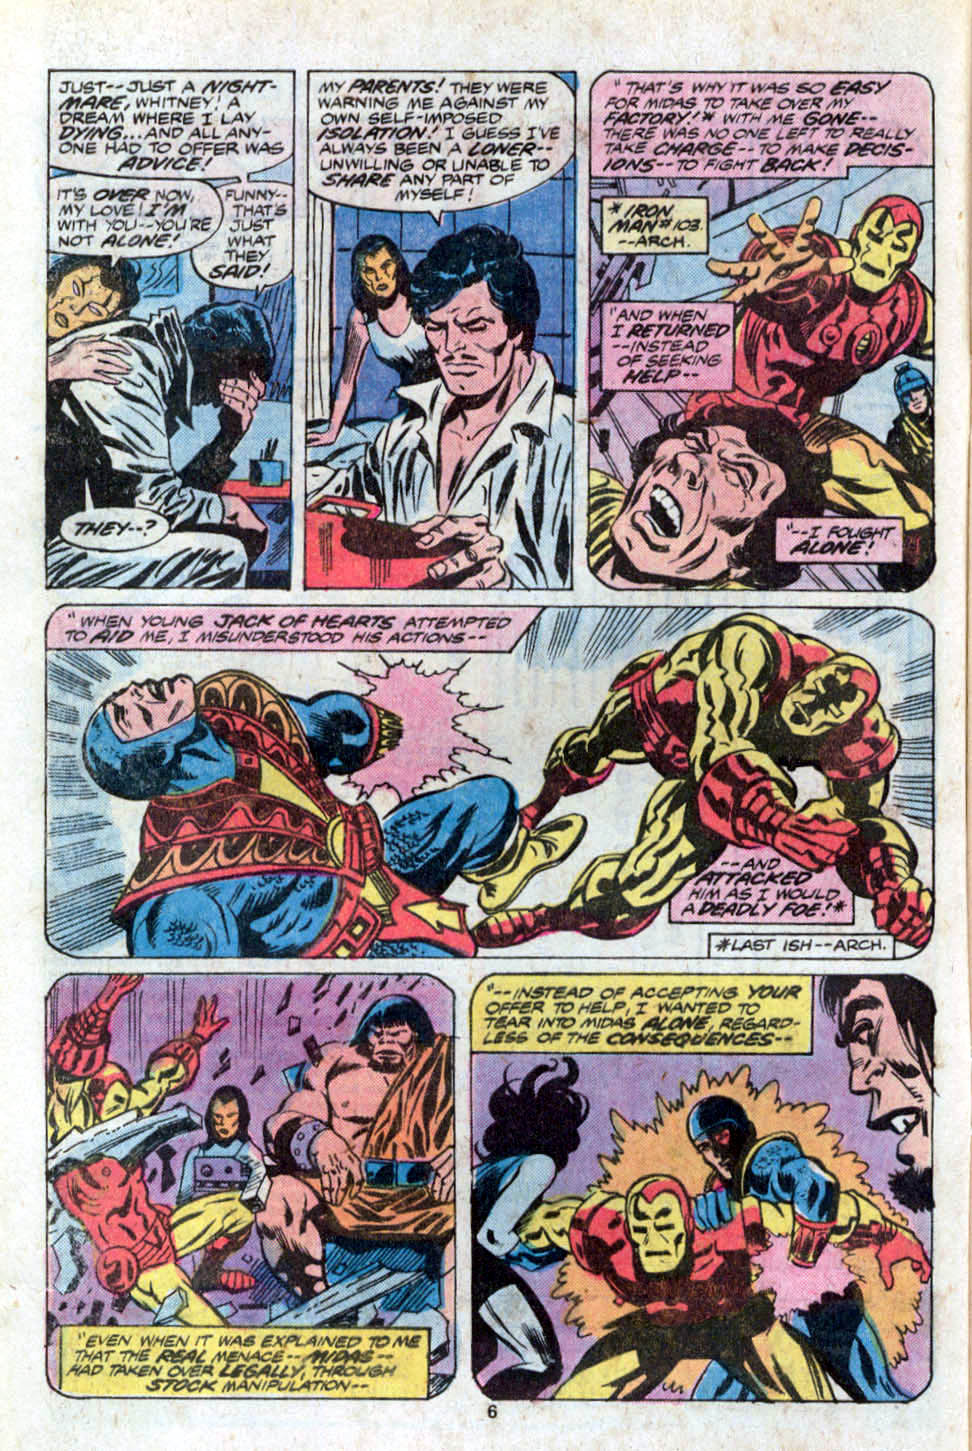 JUST--JUST A NIGHT-
MARE, WHITNEY! A
DREAM WHERE I LAY
DYING...AND ALL ANY-
ONE HAD TO OFFER WAS
ADVICE!
IT'S OVER NOW,
MY LOVE! I'M
WITH YOU--YOU'RE
NOT ALONE!
FUNNY--
THAT'S
JUST
WHAT
THEY
SAID!
THEY--?
MY PARENTS! THEY WERE
WARNING ME AGAINST MY
OWN SELF-IMPOSED
ISOLATION! I GUESS I'VE
ALWAYS BEEN A LONER--
UNWILLING OR UNABLE TO
SHARE ANY PART OF
MYSELF!
"THAT'S WHY IT WAS SO EASY
FOR MIDAS TO TAKE OVER MY
FACTORY!* WITH ME GONE--
THERE WAS NO ONE LEFT TO REALLY
TAKE CHARGE--TO MAKE DECIS-
IONS--TO FIGHT BACK!
*IRON
MAN #103.
--ARCH.
"AND WHEN
I RETURNED
--INSTEAD
OF SEEKING
HELP--
"--I FOUGHT
ALONE!
"WHEN YOUNG JACK OF HEARTS ATTEMPTED
TO AID ME, I MISUNDERSTOOD HIS ACTIONS--
"--AND
ATTACKED
HIM AS I WOULD
A DEADLY FOE!*
*LAST ISH--ARCH.
"EVEN WHEN IT WAS EXPLAINED TO ME
THAT THE REAL MENACE--MIDAS--
HAD TAKEN OVER LEGALLY, THROUGH
STOCK MANIPULATION--
"--INSTEAD OF ACCEPTING YOUR
OFFER TO HELP, I WANTED TO
TEAR INTO MIDAS ALONE, REGARD-
LESS OF THE CONSEQUENCES--
6